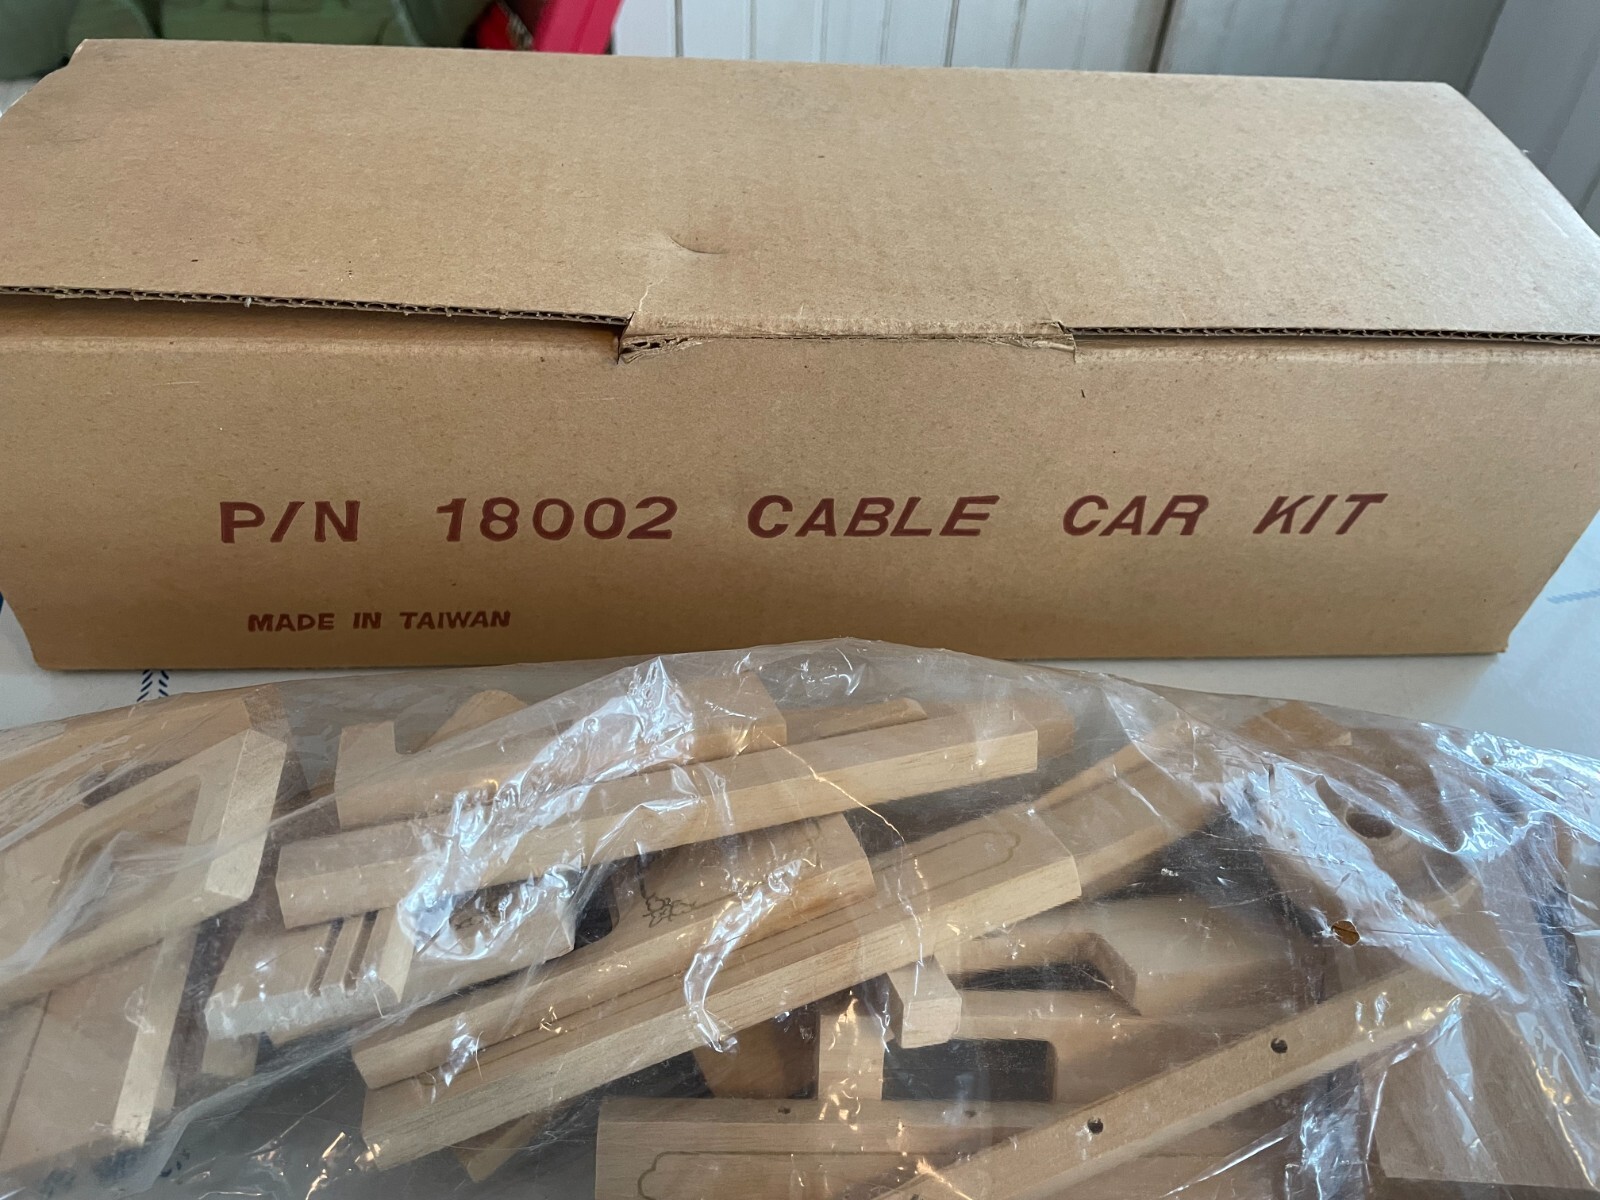 P/N 18002 CABLE CAR KIT
MADE IN TAIWAN